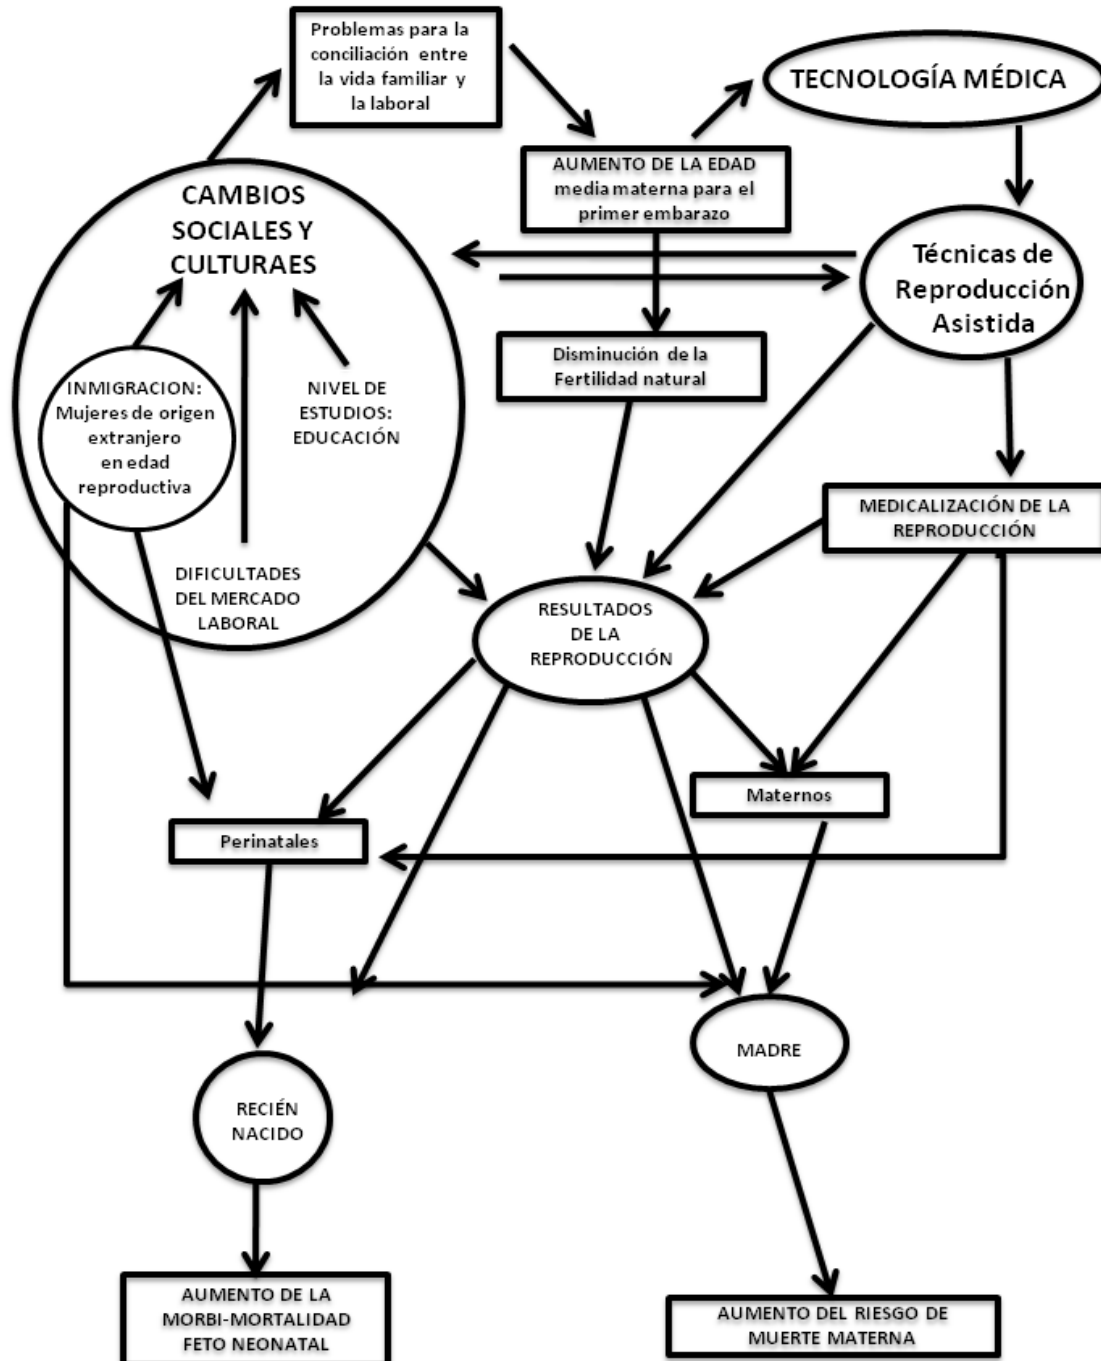 Problemas para la
conciliación entre
la vida familiar y
la laboral
TECNOLOGÍA MÉDICA
AUMENTO DE LA EDAD
media materna para el
primer embarazo
CAMBIOS
SOCIALES Y
CULTURAES
Técnicas de
Reproducción
Asistida
Disminución de la
Fertilidad natural
INMIGRACION:
Mujeres de origen
extranjero
en edad
reproductiva
NIVEL DE
ESTUDIOS:
EDUCACIÓN
MEDICALIZACIÓN DE LA
REPRODUCCIÓN
DIFICULTADES
DEL MERCADO
LABORAL
RESULTADOS
DE LA
REPRODUCCIÓN
Maternos
Perinatales
MADRE
RECIÉN
NACIDO
AUMENTO DE LA
MORBI-MORTALIDAD
FETO NEONATAL
AUMENTO DEL RIESGO DE
MUERTE MATERNA